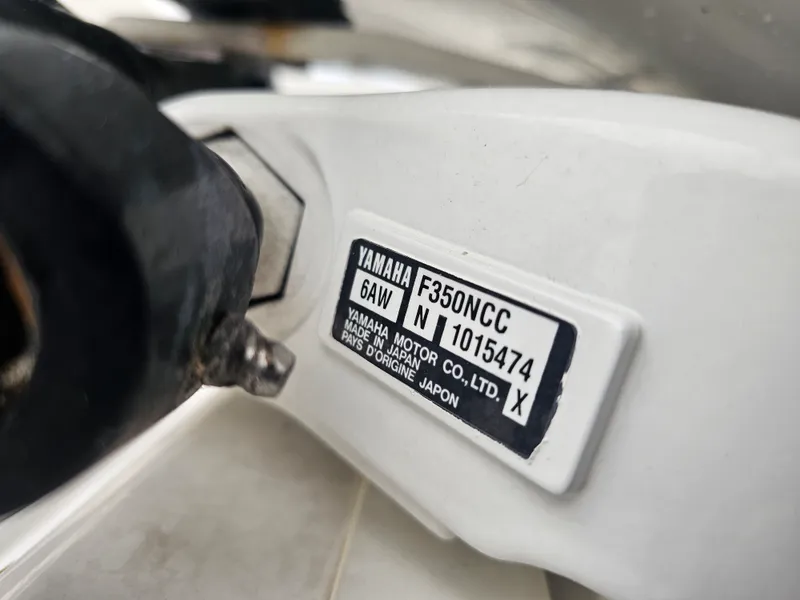 YAMAHA F350NCC
6AW N 1015474
YAMAHA MOTOR CO.,LTD. X
MADE IN JAPAN
PAYS D'ORIGINE JAPON